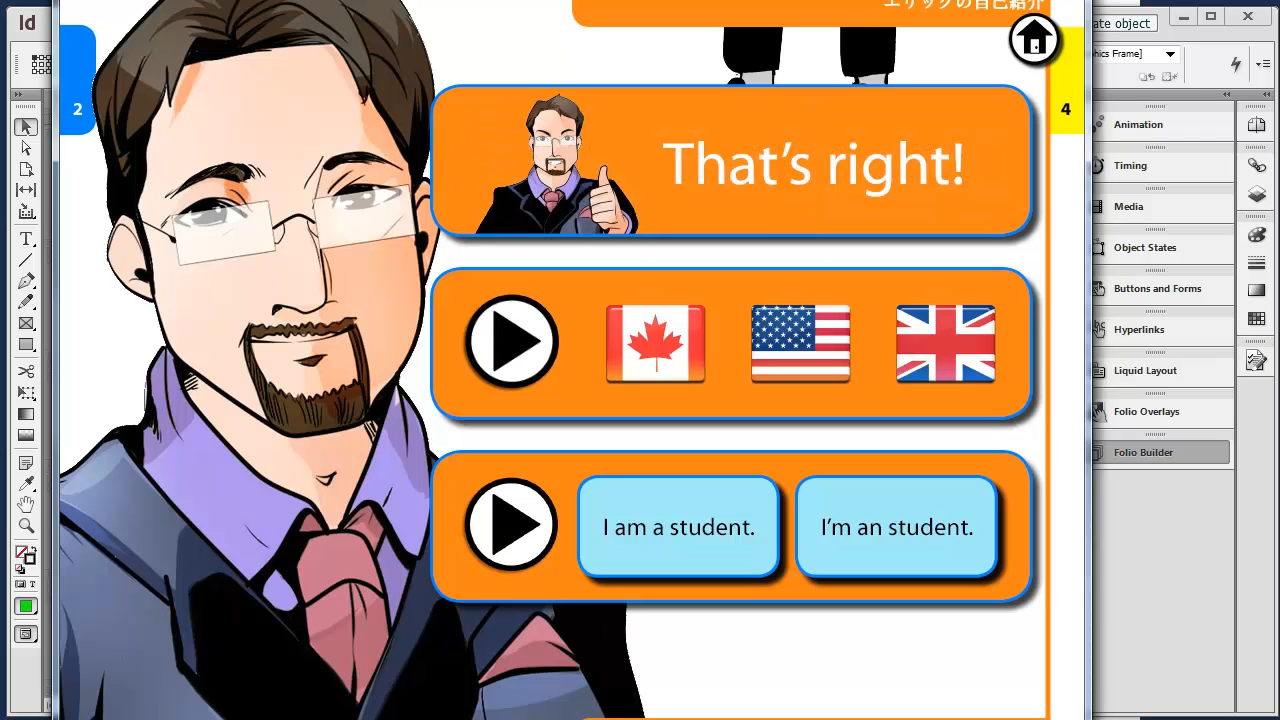 エリックの自己紹介
Id
ate object
phics Frame]
2
4
That's right!
I am a student.
I'm an student.
Animation
Timing
Media
Object States
Buttons and Forms
Hyperlinks
Liquid Layout
Folio Overlays
Folio Builder